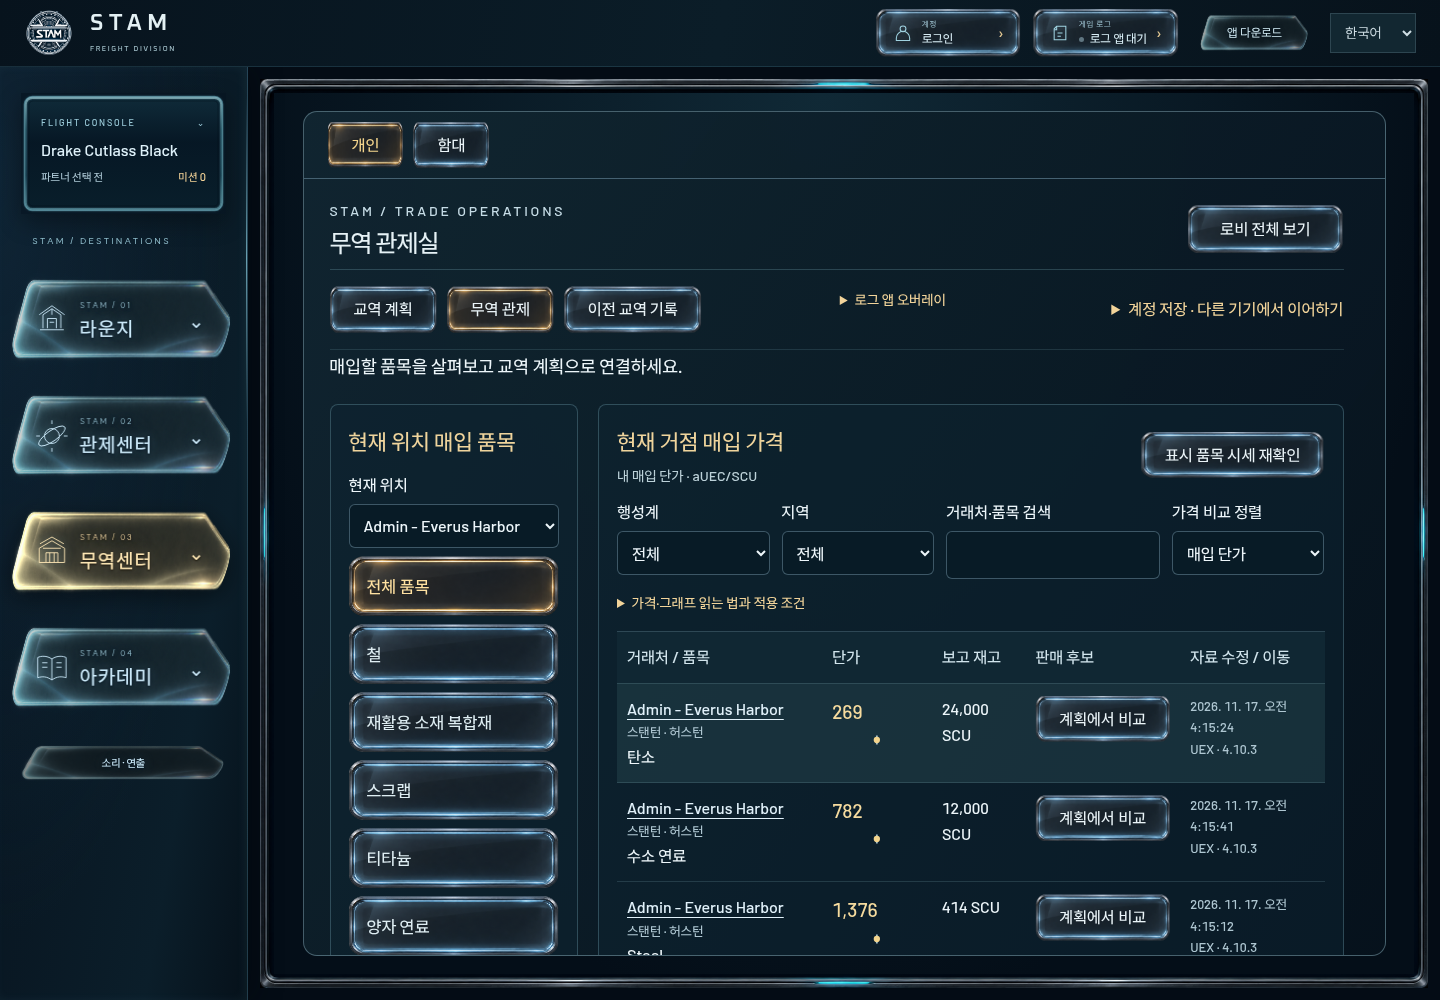 STAM
STAM
FREIGHT DIVISION
계정
로그인
게임 로그
로그 앱 대기
앱 다운로드
한국어
FLIGHT CONSOLE
Drake Cutlass Black
파트너 선택 전 미션 0
STAM / DESTINATIONS
STAM / 01
라운지
STAM / 02
관제센터
STAM / 03
무역센터
STAM / 04
아카데미
소리 · 연출
개인 함대
STAM / TRADE OPERATIONS
무역 관제실
로비 전체 보기
교역 계획 무역 관제 이전 교역 기록
▶ 로그 앱 오버레이
▶ 계정 저장 · 다른 기기에서 이어하기
매입할 품목을 살펴보고 교역 계획으로 연결하세요.
현재 위치 매입 품목
현재 위치
Admin - Everus Harbor
전체 품목
철
재활용 소재 복합재
스크랩
티타늄
양자 연료
현재 거점 매입 가격
내 매입 단가 · aUEC/SCU
표시 품목 시세 재확인
행성계 지역 거래처·품목 검색 가격 비교 정렬
전체 전체 매입 단가
▶ 가격·그래프 읽는 법과 적용 조건
거래처 / 품목 단가 보고 재고 판매 후보 자료 수정 / 이동
Admin - Everus Harbor
스탠턴 · 허스턴
탄소
269
24,000
SCU
계획에서 비교
2026. 11. 17. 오전
4:15:24
UEX · 4.10.3
Admin - Everus Harbor
스탠턴 · 허스턴
수소 연료
782
12,000
SCU
계획에서 비교
2026. 11. 17. 오전
4:15:41
UEX · 4.10.3
Admin - Everus Harbor
스탠턴 · 허스턴
Steel
1,376
414 SCU
계획에서 비교
2026. 11. 17. 오전
4:15:12
UEX · 4.10.3